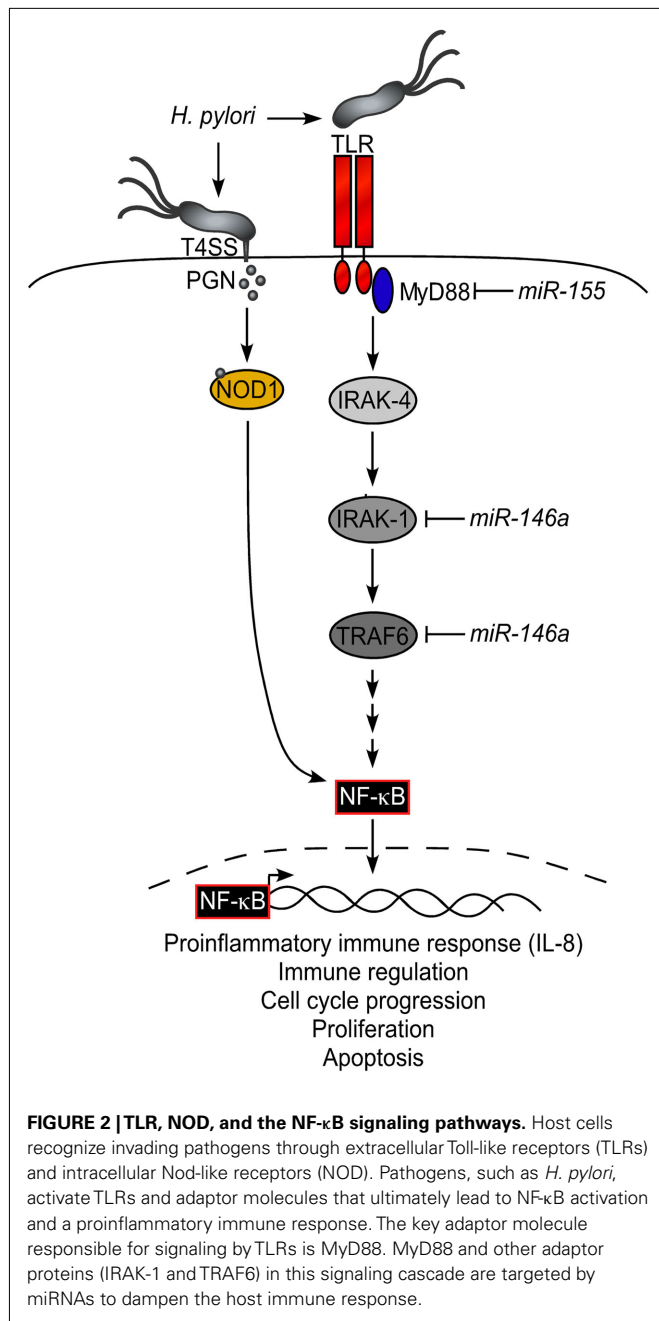 H. pylori
TLR
T4SS
PGN
MyD88
miR-155
NOD1
IRAK-4
IRAK-1
miR-146a
TRAF6
miR-146a
NF-κB
NF-κB
Proinflammatory immune response (IL-8)
Immune regulation
Cell cycle progression
Proliferation
Apoptosis
FIGURE 2 | TLR, NOD, and the NF-κB signaling pathways. Host cells
recognize invading pathogens through extracellular Toll-like receptors (TLRs)
and intracellular Nod-like receptors (NOD). Pathogens, such as H. pylori,
activate TLRs and adaptor molecules that ultimately lead to NF-κB activation
and a proinflammatory immune response. The key adaptor molecule
responsible for signaling by TLRs is MyD88. MyD88 and other adaptor
proteins (IRAK-1 and TRAF6) in this signaling cascade are targeted by
miRNAs to dampen the host immune response.